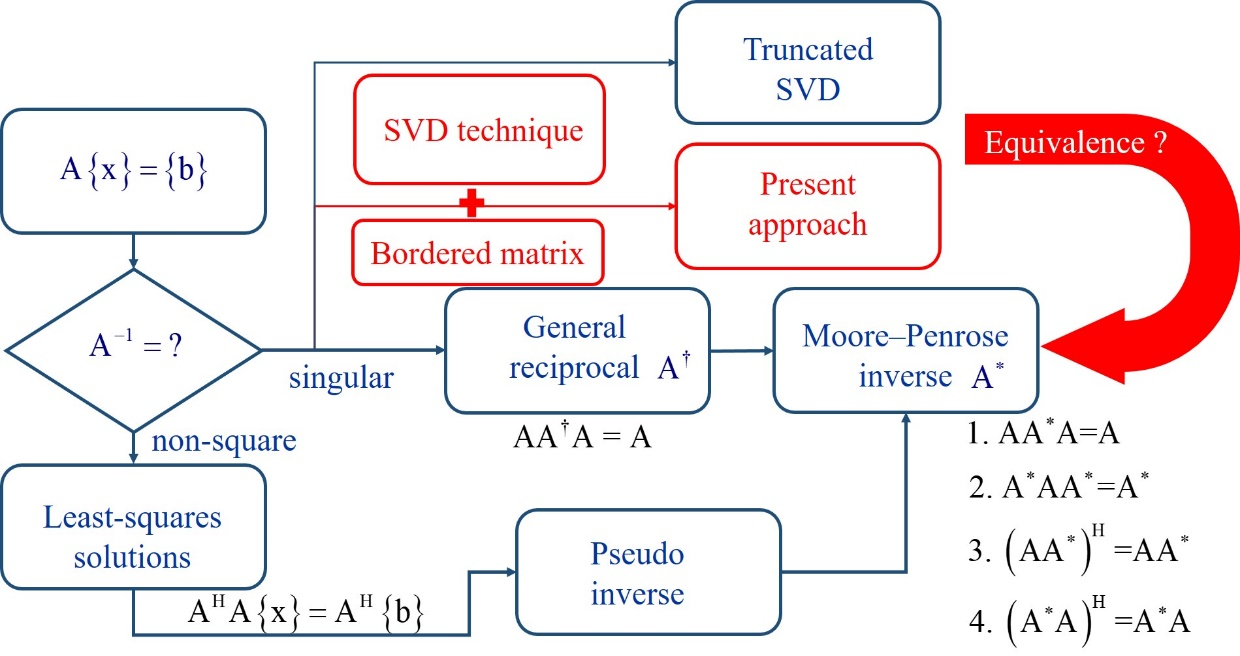 Truncated
SVD
SVD technique
Equivalence ?
A{x} = {b}
Present
approach
Bordered matrix
A⁻¹ = ?
singular
General
reciprocal A†
AA†A = A
Moore–Penrose
inverse A*
non-square
Least-squares
solutions
AᴴA{x} = Aᴴ{b}
Pseudo
inverse
1. AA*A=A
2. A*AA*=A*
3. (AA*)ᴴ =AA*
4. (A*A)ᴴ =A*A